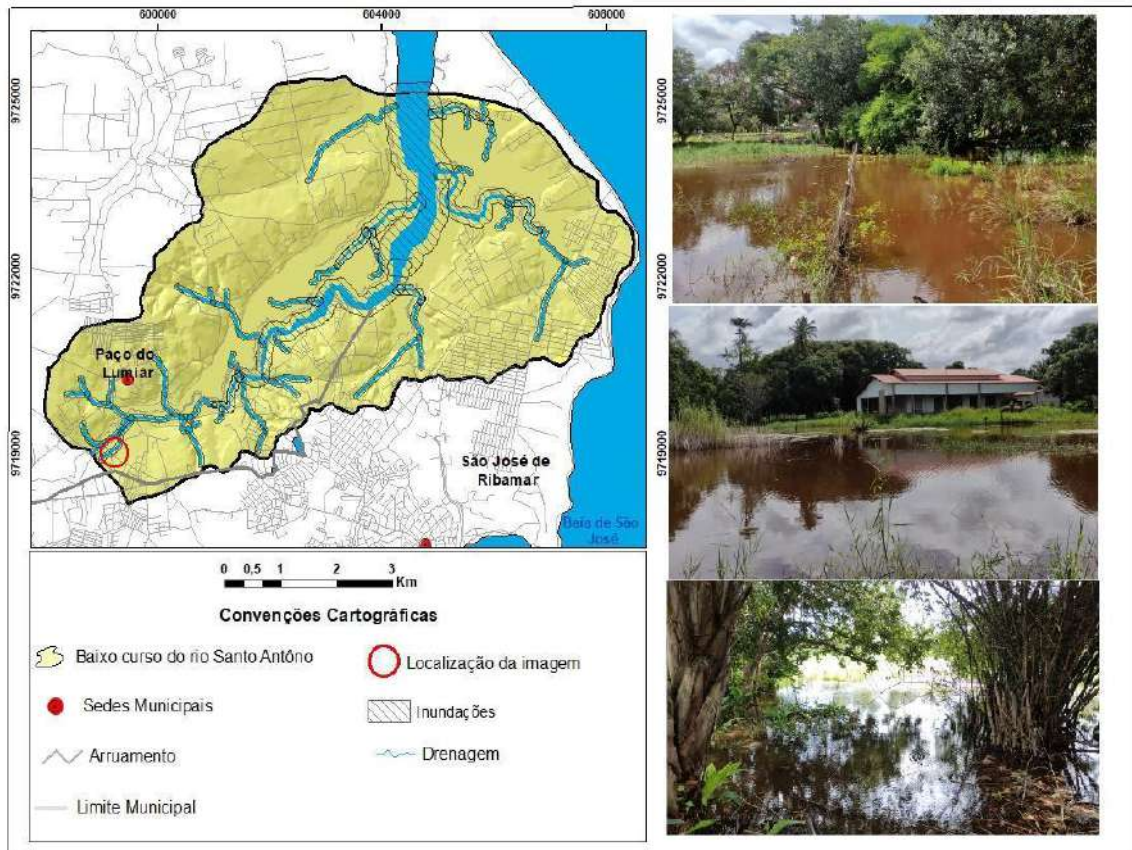 600000
604000
608000
9725000
9725000
9722000
9722000
9719000
9719000
Paço do
Lumiar
São José de
Ribamar
Baía de São
José
0 0,5 1 2 3
Km
Convenções Cartográficas
Baixo curso do rio Santo Antôno
Localização da imagem
Sedes Municipais
Inundações
Arruamento
Drenagem
Limite Municipal